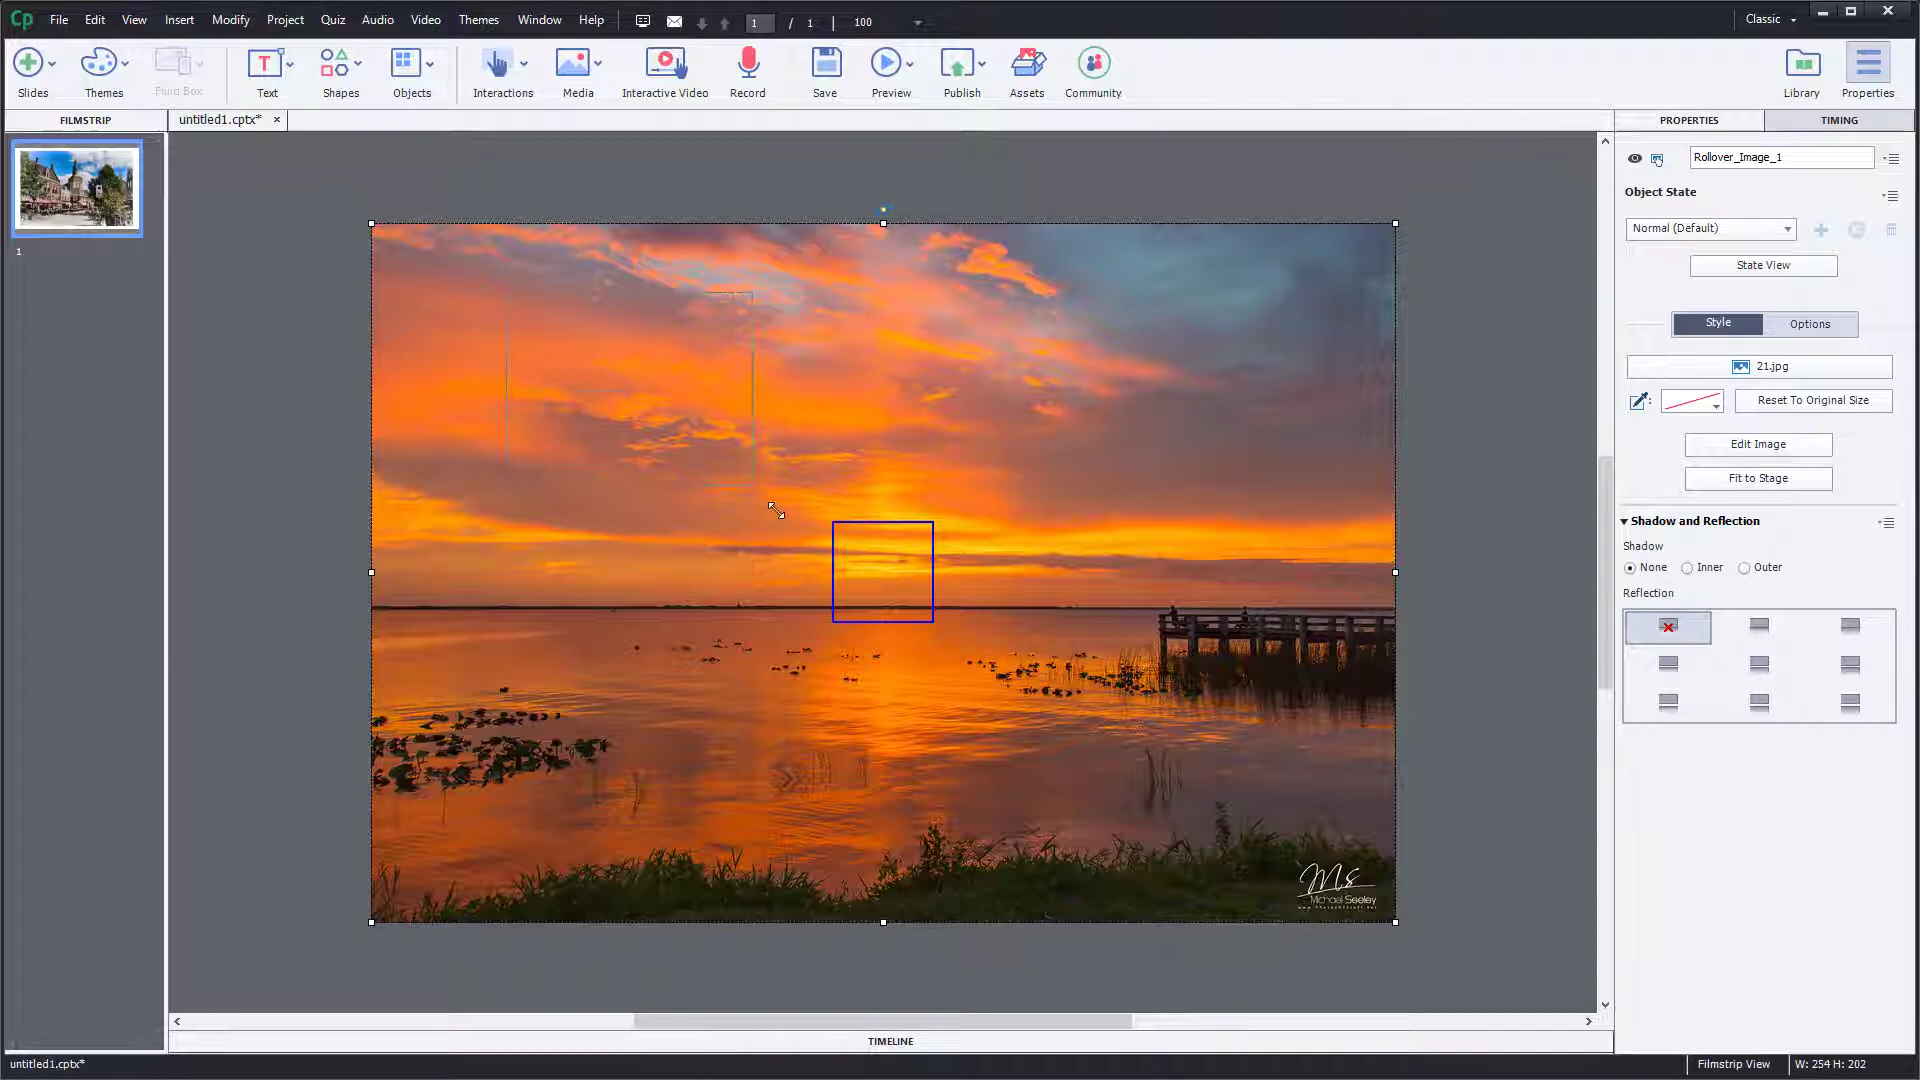 Cp File Edit View Insert Modify Project Quiz Audio Video Themes Window Help 1 / 1 100 Classic
Slides Themes Fluid Box Text Shapes Objects Interactions Media Interactive Video Record Save Preview Publish Assets Community Library Properties
FILMSTRIP untitled1.cptx* × PROPERTIES TIMING
Rollover_Image_1
Object State
Normal (Default)
State View
Style Options
21.jpg
Reset To Original Size
Edit Image
Fit to Stage
Shadow and Reflection
Shadow
None Inner Outer
Reflection
1
Ms
Michael Seeley
TIMELINE
untitled1.cptx* Filmstrip View W: 254 H: 202